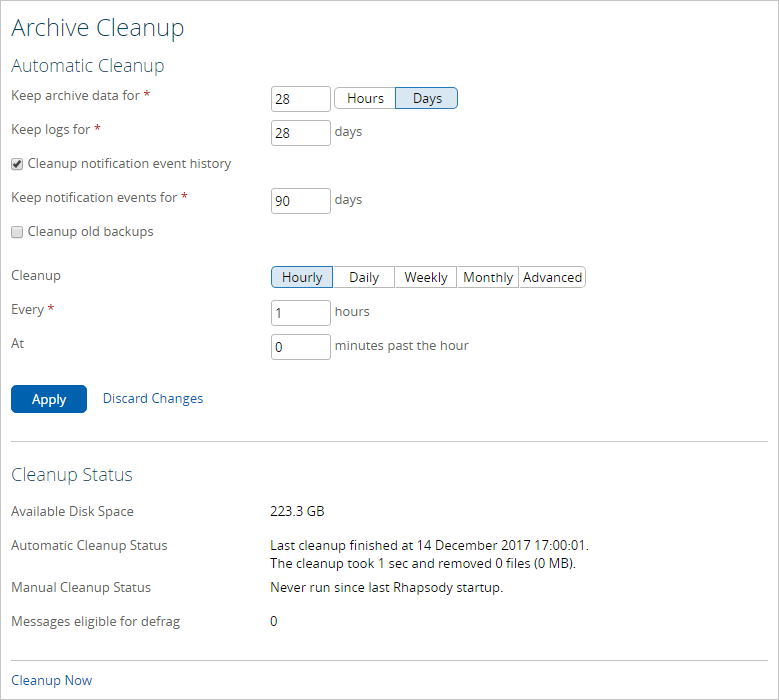 Archive Cleanup
Automatic Cleanup
Keep archive data for * 28 Hours Days
Keep logs for * 28 days
Cleanup notification event history
Keep notification events for * 90 days
Cleanup old backups
Cleanup Hourly Daily Weekly Monthly Advanced
Every * 1 hours
At 0 minutes past the hour
Apply Discard Changes
Cleanup Status
Available Disk Space 223.3 GB
Automatic Cleanup Status Last cleanup finished at 14 December 2017 17:00:01.
The cleanup took 1 sec and removed 0 files (0 MB).
Manual Cleanup Status Never run since last Rhapsody startup.
Messages eligible for defrag 0
Cleanup Now